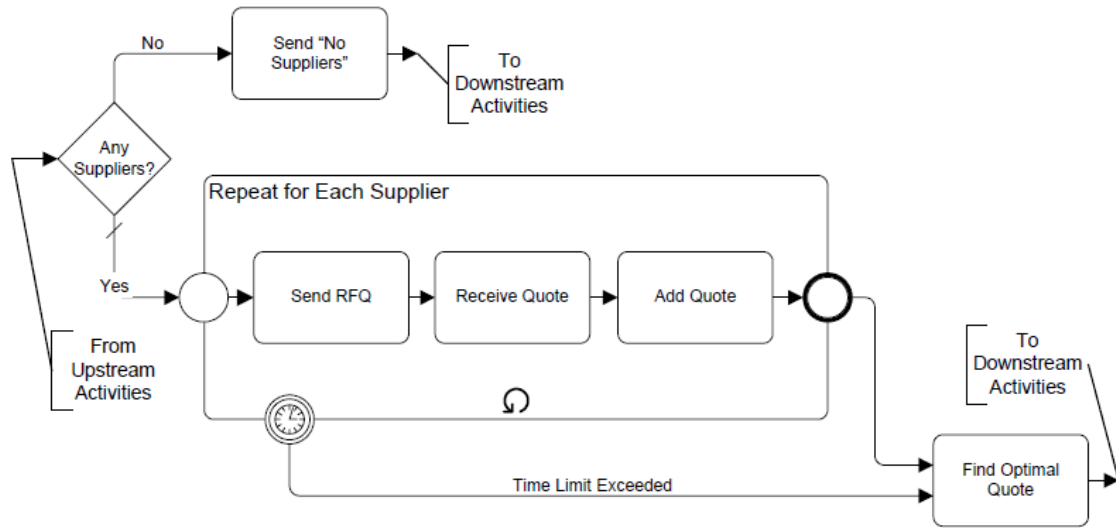 No
Send “No
Suppliers”
To
Downstream
Activities
Any
Suppliers?
Repeat for Each Supplier
Yes
Send RFQ
Receive Quote
Add Quote
From
Upstream
Activities
To
Downstream
Activities
Time Limit Exceeded
Find Optimal
Quote